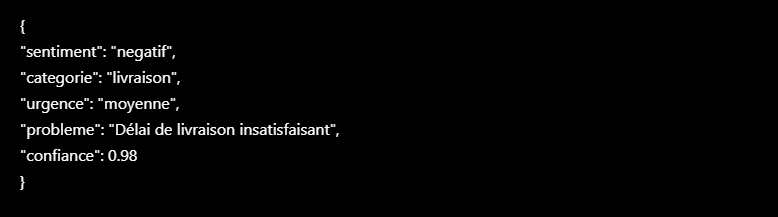 {
"sentiment": "negatif",
"categorie": "livraison",
"urgence": "moyenne",
"probleme": "Délai de livraison insatisfaisant",
"confiance": 0.98
}